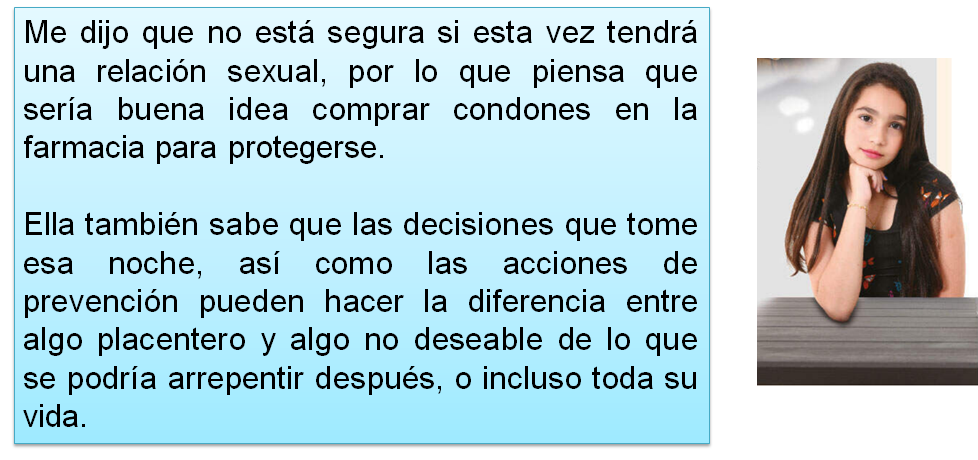 Me dijo que no está segura si esta vez tendrá
una relación sexual, por lo que piensa que
sería buena idea comprar condones en la
farmacia para protegerse.
Ella también sabe que las decisiones que tome
esa noche, así como las acciones de
prevención pueden hacer la diferencia entre
algo placentero y algo no deseable de lo que
se podría arrepentir después, o incluso toda su
vida.